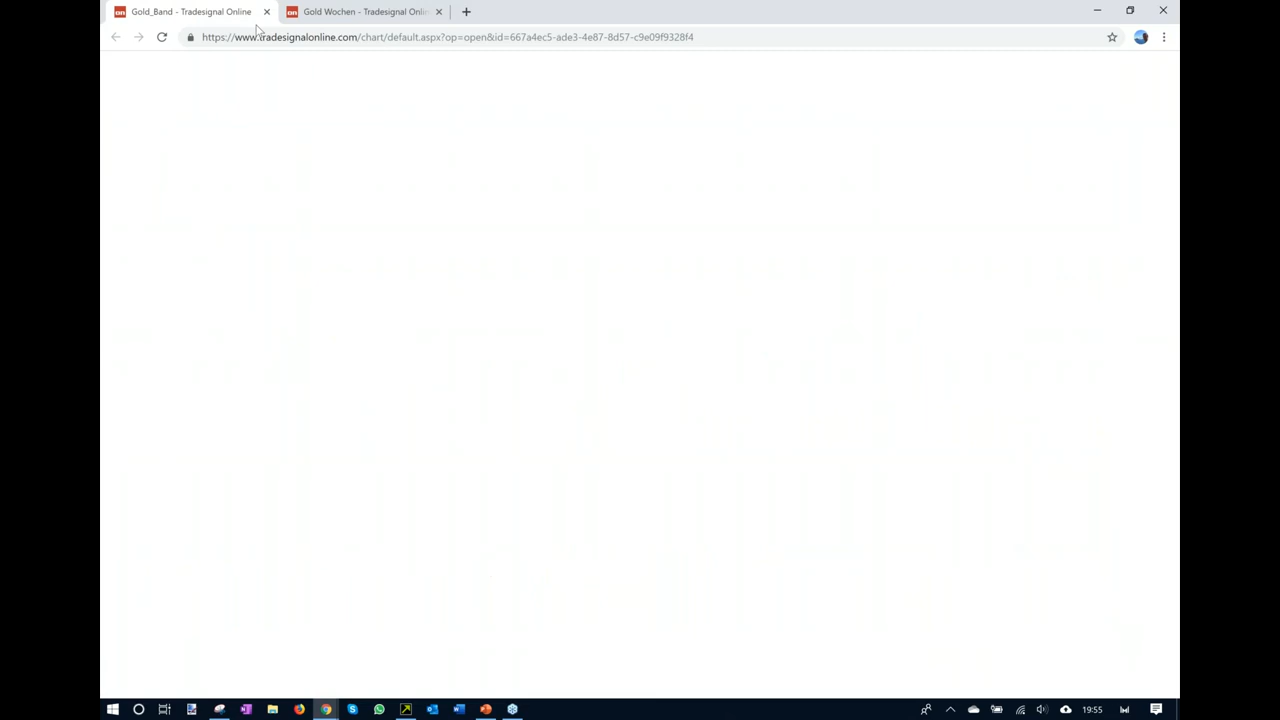 Gold_Band - Tradesignal Online
Gold Wochen - Tradesignal Onlin
https://www.tradesignalonline.com/chart/default.aspx?op=open&id=667a4ec5-ade3-4e87-8d57-c9e09f9328f4
19:55